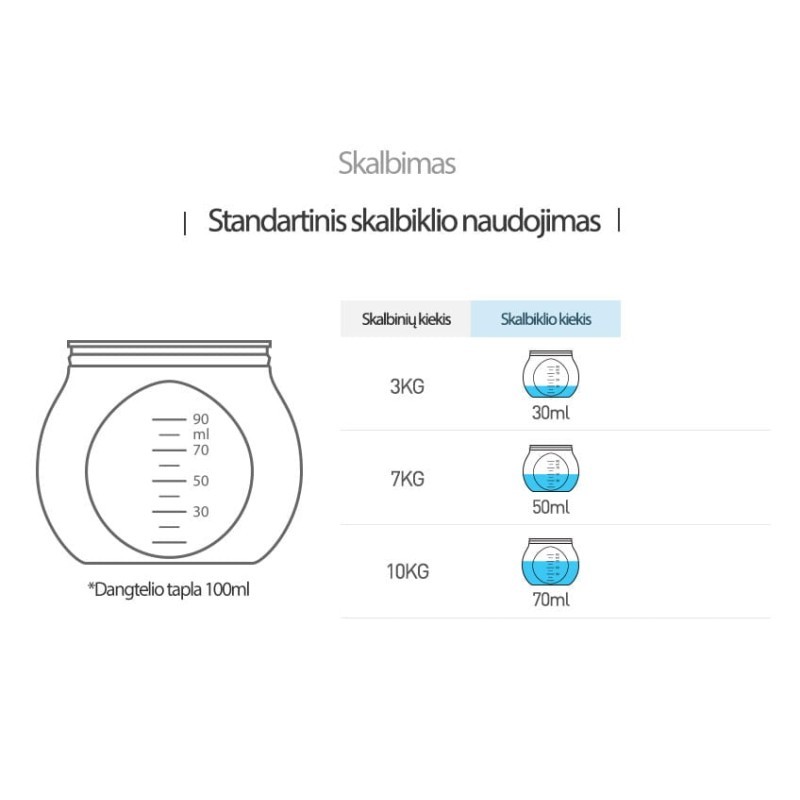 Skalbimas
| Standartinis skalbiklio naudojimas |
Skalbinių kiekis
Skalbiklio kiekis
90
ml
70
50
30
*Dangtelio tapla 100ml
3KG
30ml
7KG
50ml
10KG
70ml